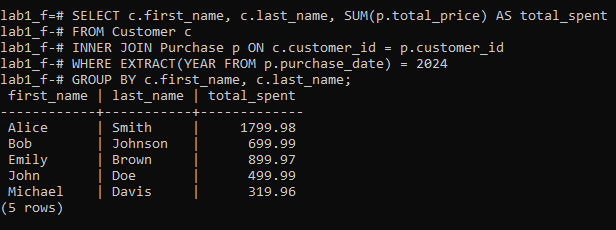 lab1_f=# SELECT c.first_name, c.last_name, SUM(p.total_price) AS total_spent
lab1_f-# FROM Customer c
lab1_f-# INNER JOIN Purchase p ON c.customer_id = p.customer_id
lab1_f-# WHERE EXTRACT(YEAR FROM p.purchase_date) = 2024
lab1_f-# GROUP BY c.first_name, c.last_name;
 first_name | last_name | total_spent
------------+-----------+-------------
 Alice      | Smith     |     1799.98
 Bob        | Johnson   |      699.99
 Emily      | Brown     |      899.97
 John       | Doe       |      499.99
 Michael    | Davis     |      319.96
(5 rows)